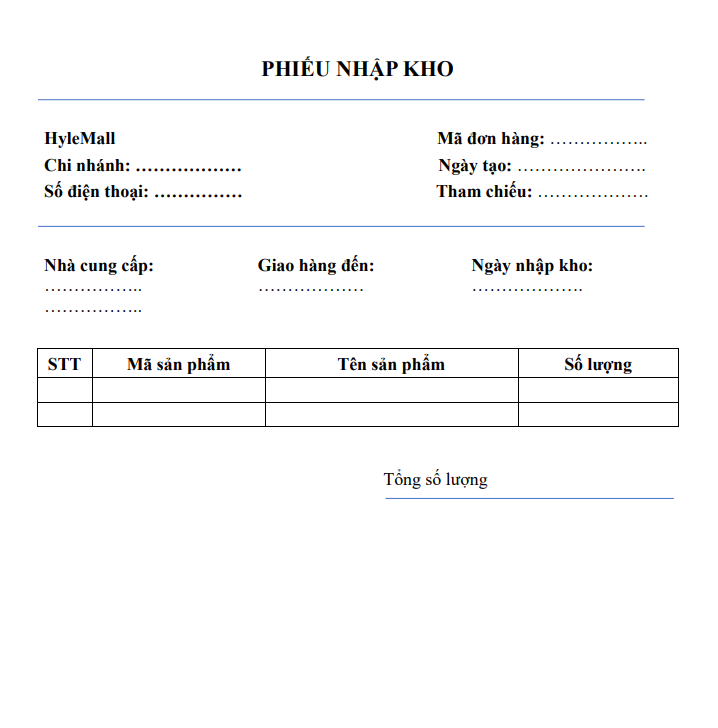 PHIẾU NHẬP KHO
HyleMall
Mã đơn hàng: ……………..
Chi nhánh: ………………
Ngày tạo: ………………….
Số điện thoại: ……………
Tham chiếu: ……………….
Nhà cung cấp:
Giao hàng đến:
Ngày nhập kho:
……………..
………………
……………….
……………..
STT
Mã sản phẩm
Tên sản phẩm
Số lượng
Tổng số lượng